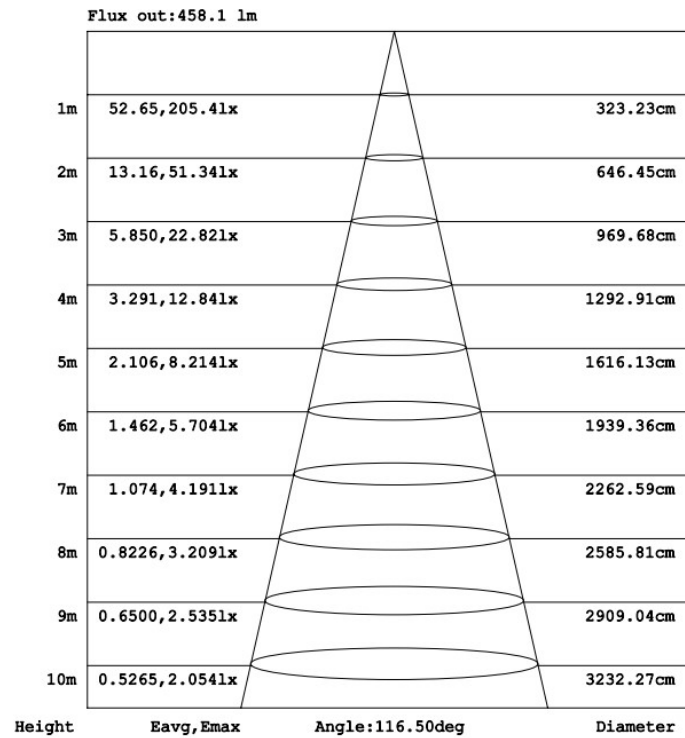 Flux out:458.1 lm
1m 52.65,205.4lx 323.23cm
2m 13.16,51.34lx 646.45cm
3m 5.850,22.82lx 969.68cm
4m 3.291,12.84lx 1292.91cm
5m 2.106,8.214lx 1616.13cm
6m 1.462,5.704lx 1939.36cm
7m 1.074,4.191lx 2262.59cm
8m 0.8226,3.209lx 2585.81cm
9m 0.6500,2.535lx 2909.04cm
10m 0.5265,2.054lx 3232.27cm
Height Eavg,Emax Angle:116.50deg Diameter